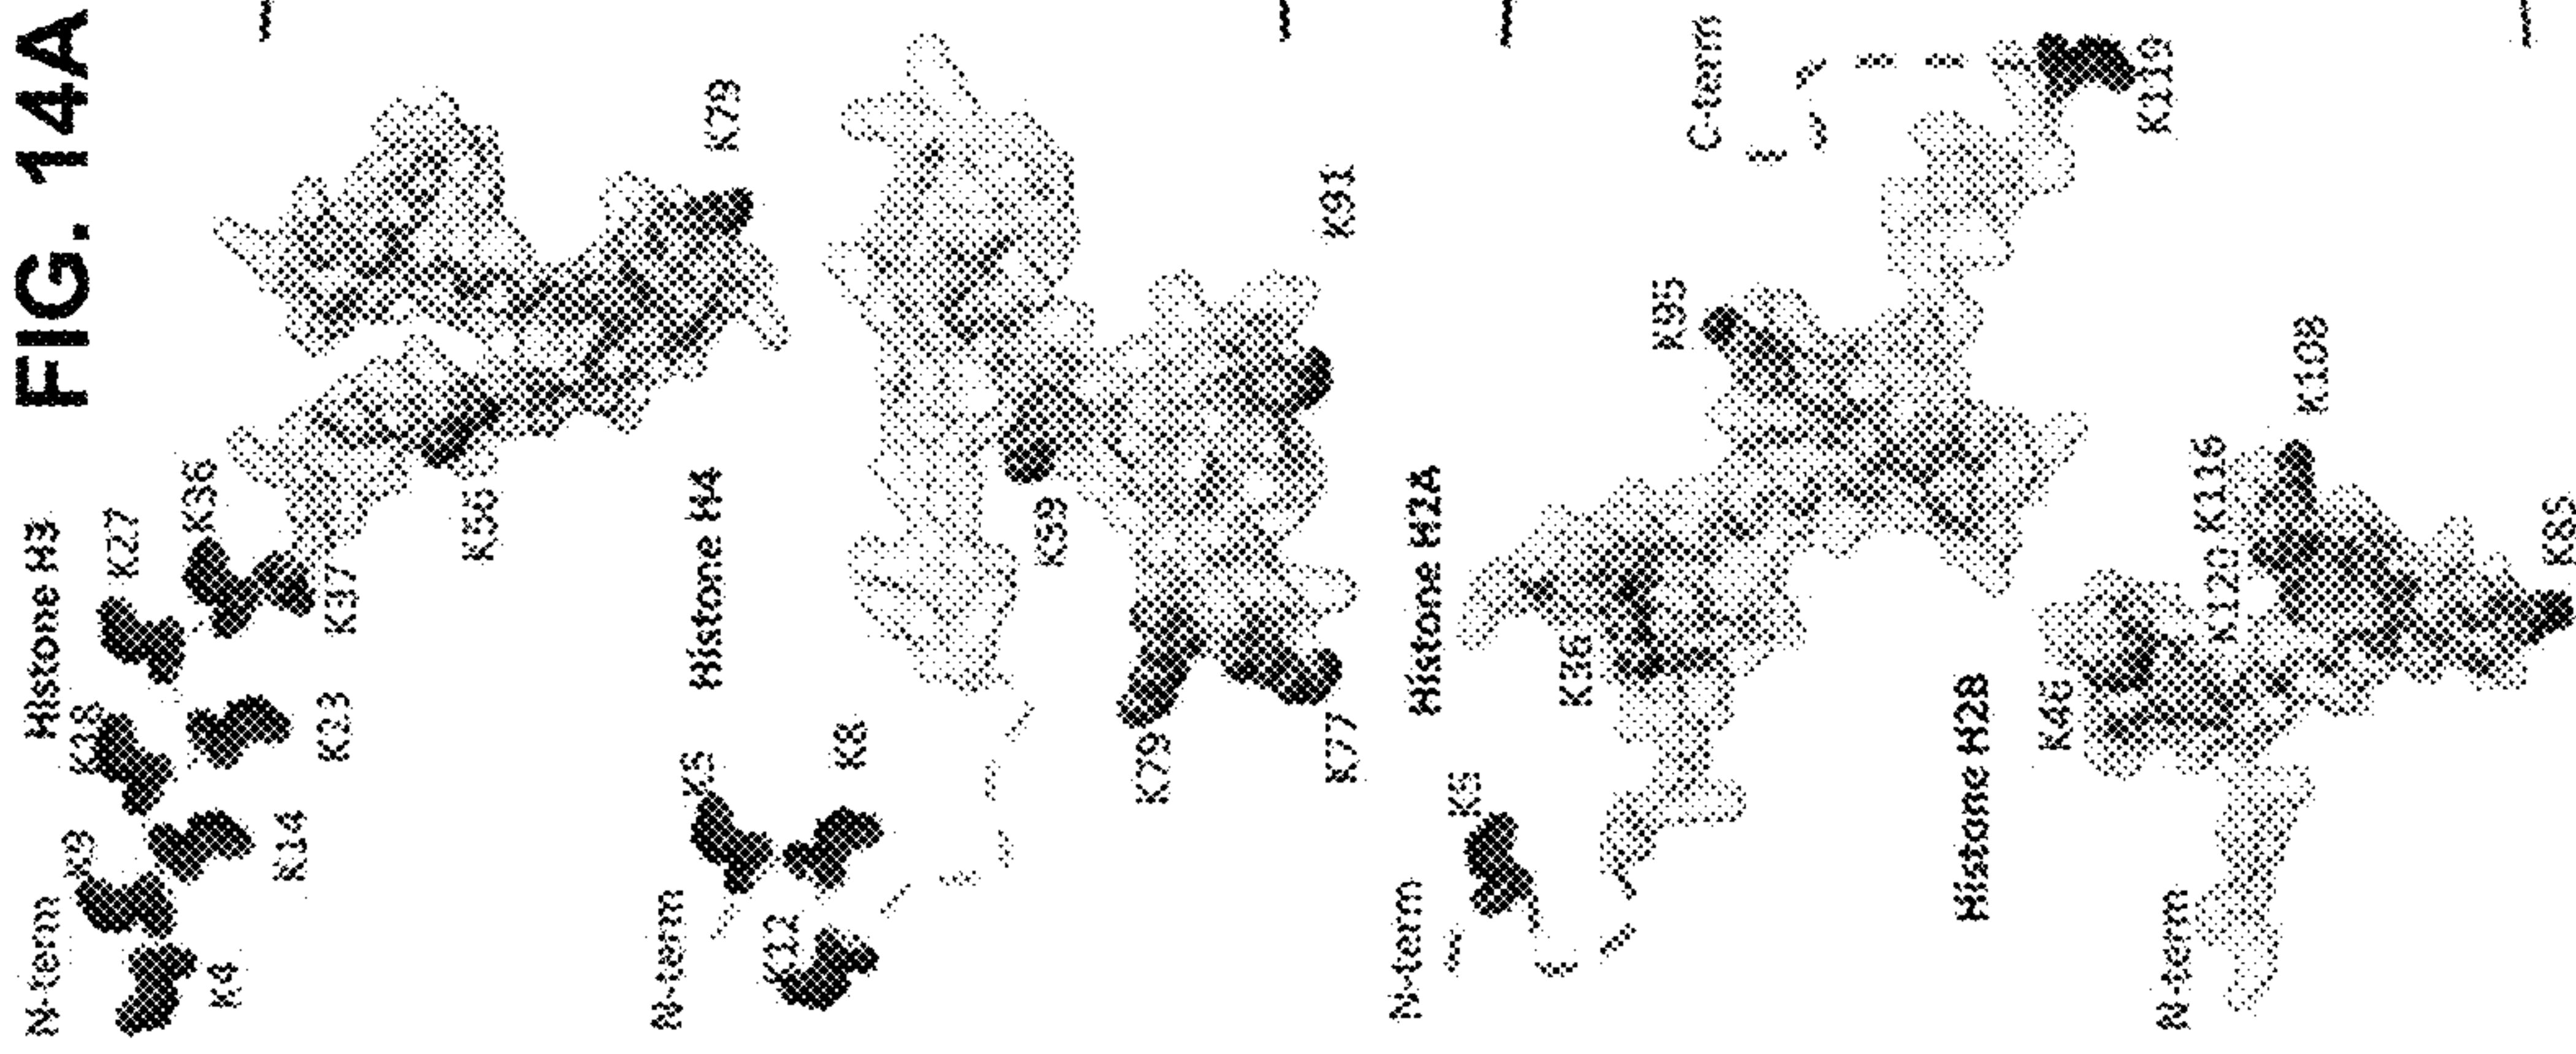 FIG. 14A
Histone H3
N-term
K4
K9
K14
K18
K23
K27
K36
K37
K56
K79
Histone H4
N-term
K5
K8
K12
K59
K77
K79
K91
Histone H2A
N-term
K5
K36
K95
C-term
K119
Histone H2B
N-term
K46
K120 K116
K108
K85